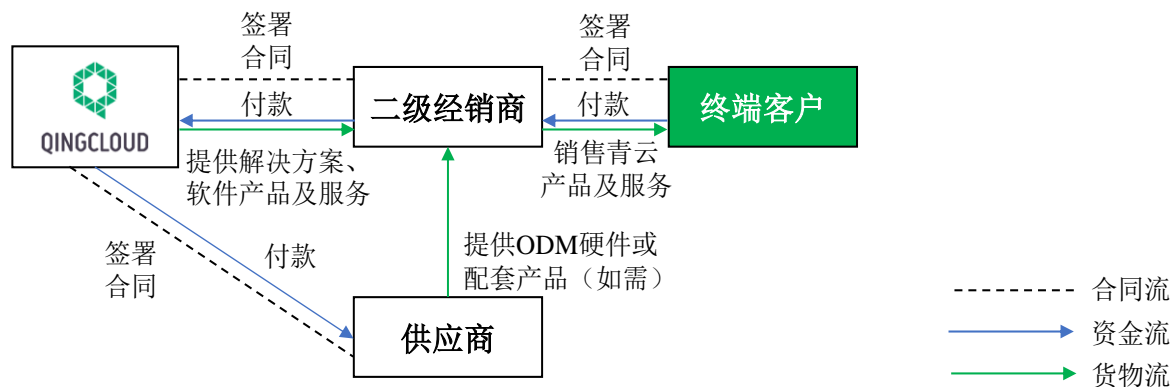 签署
合同
签署
合同
QINGCLOUD
付款
二级经销商
付款
终端客户
提供解决方案、
软件产品及服务
销售青云
产品及服务
签署
合同
付款
提供ODM硬件或
配套产品（如需）
供应商
合同流
资金流
货物流